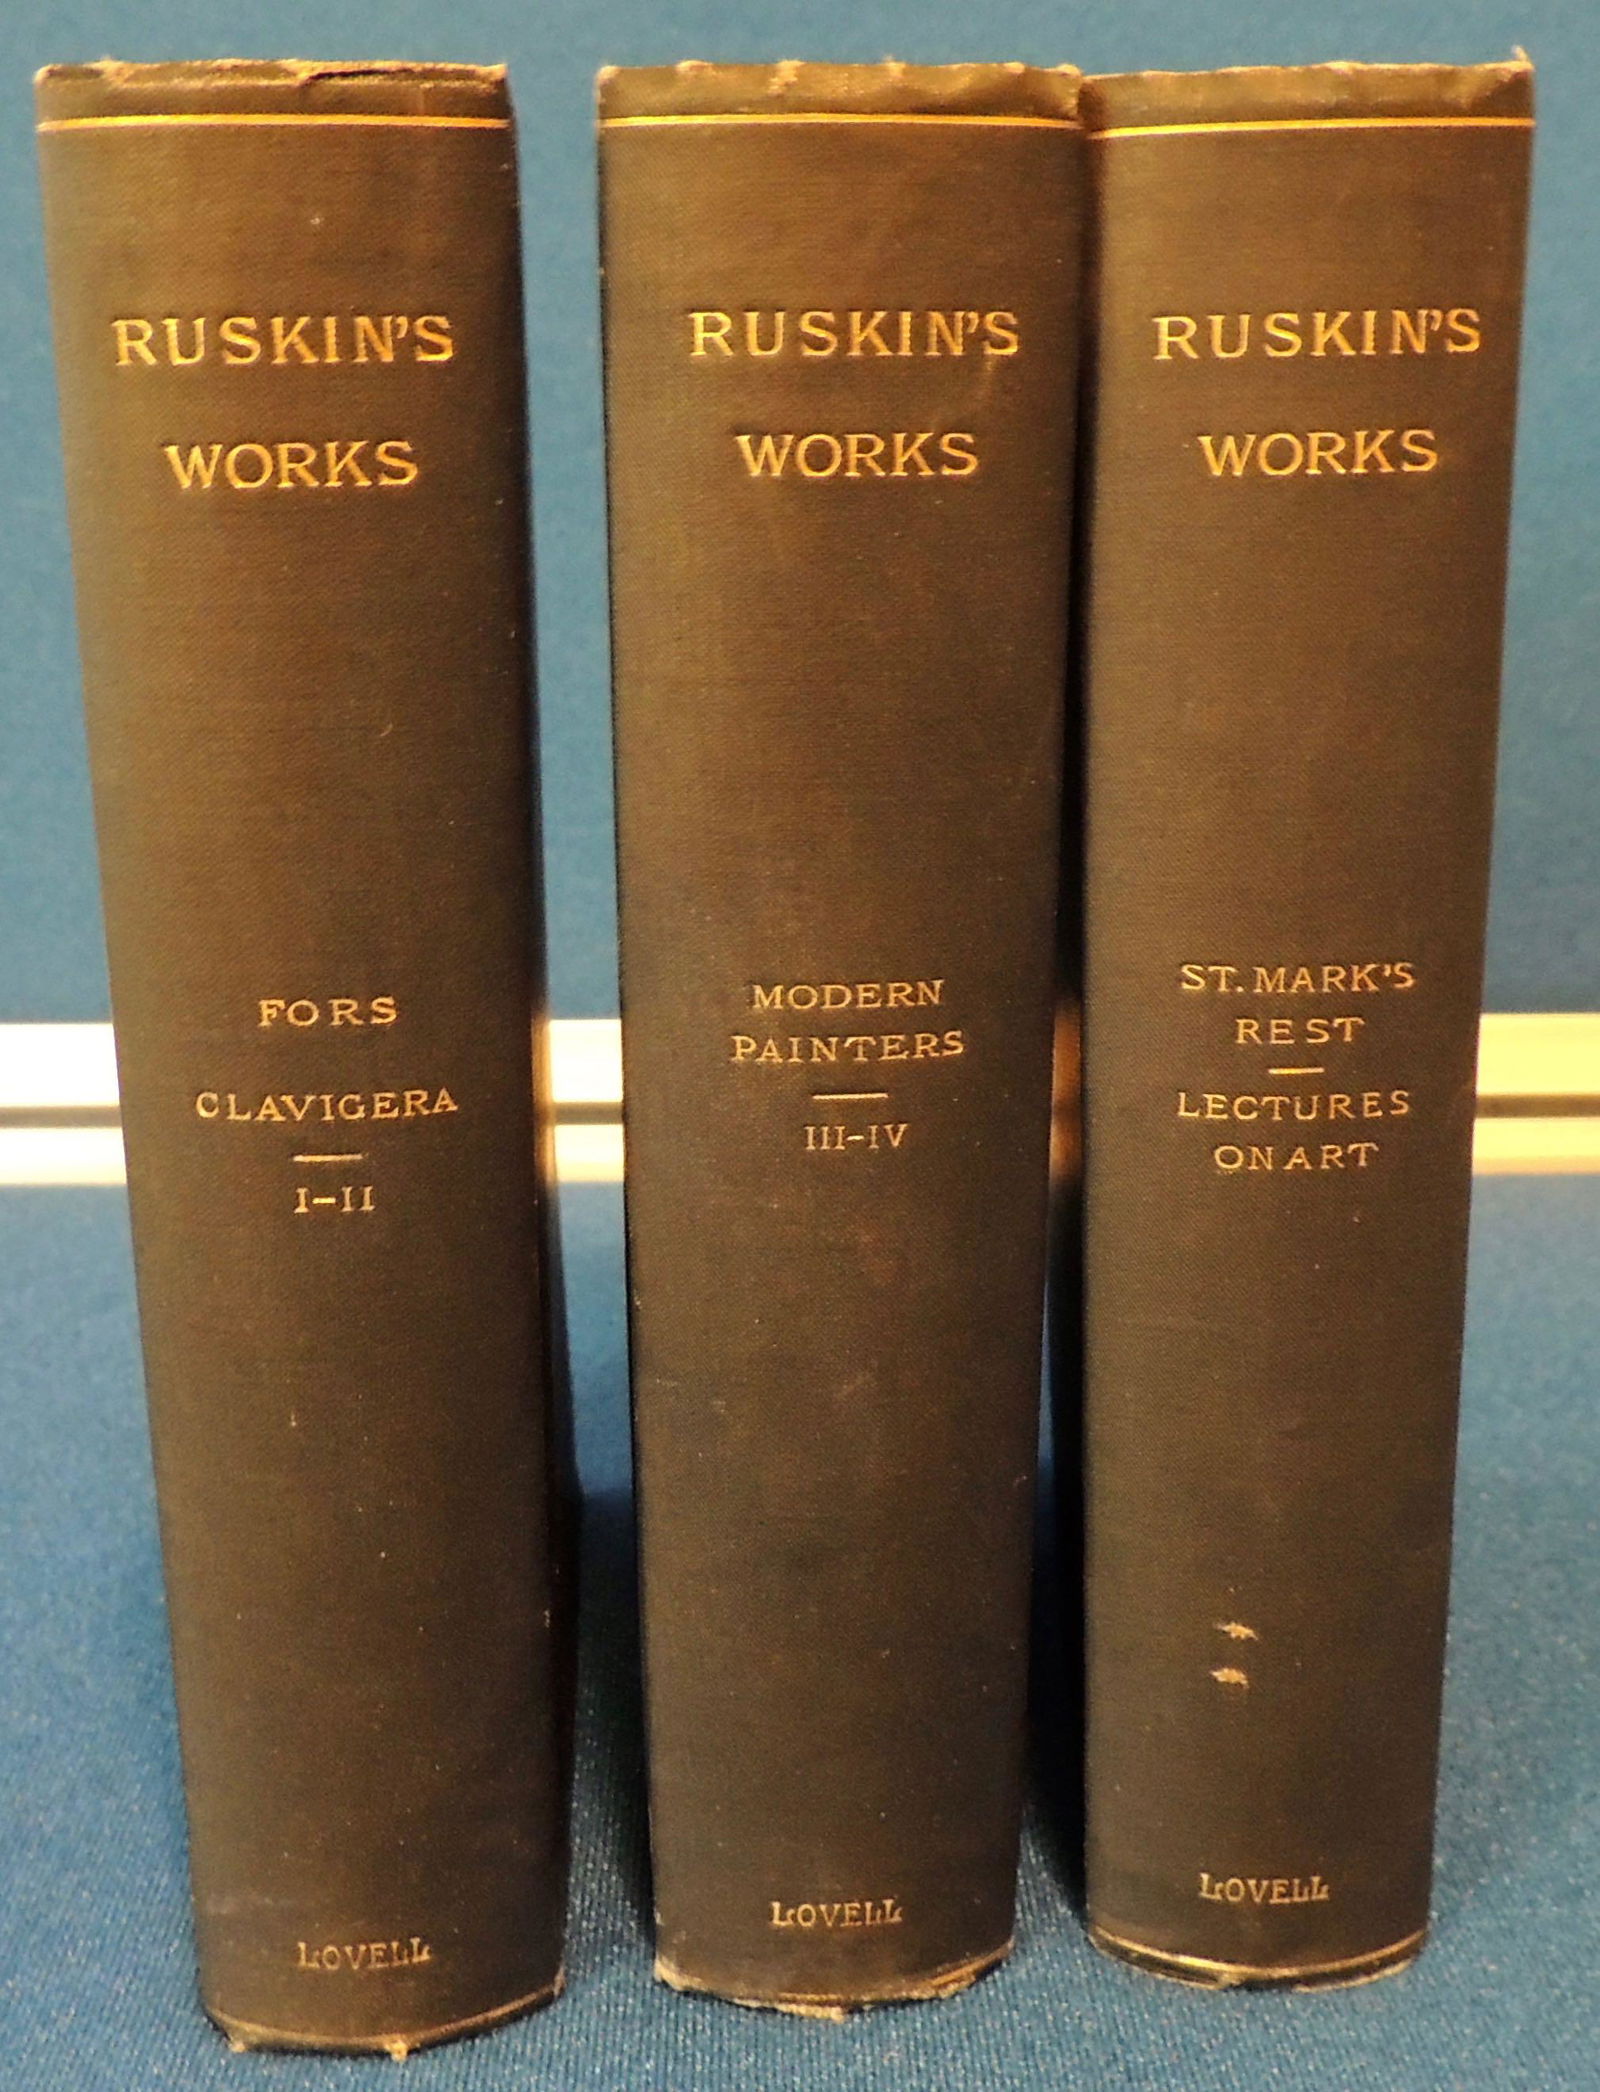 RUSKIN'S
WORKS
FORS
CLAVIGERA
I-II
LOVELL
RUSKIN'S
WORKS
MODERN
PAINTERS
III-IV
LOVELL
RUSKIN'S
WORKS
ST. MARK'S
REST
LECTURES
ON ART
LOVELL